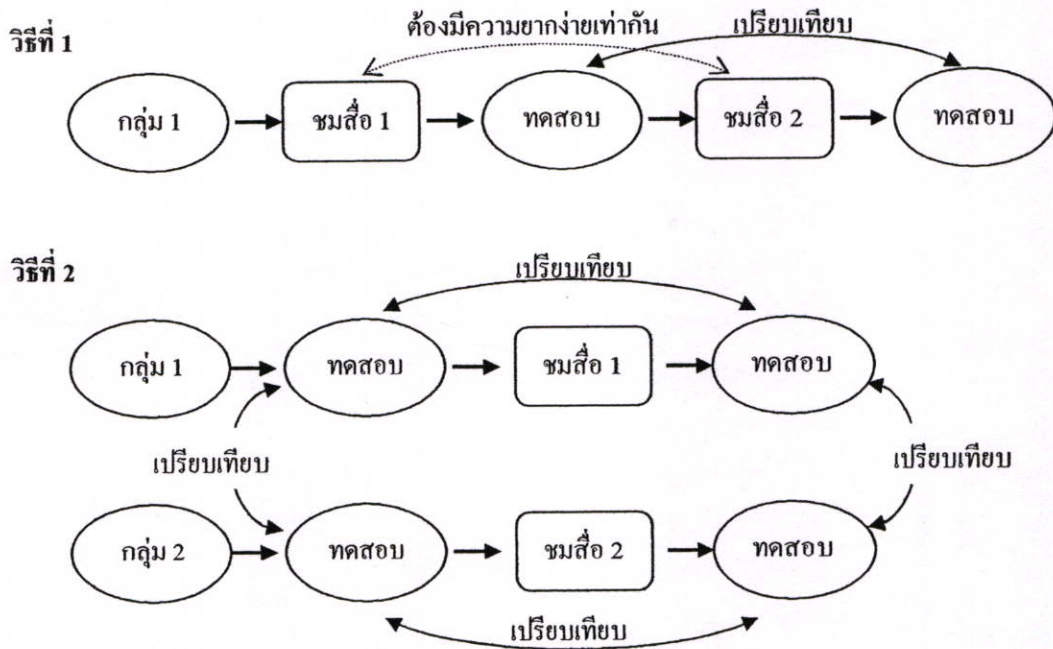 วิธีที่ 1
ต้องมีความยากง่ายเท่ากัน
เปรียบเทียบ
กลุ่ม 1
ชมสื่อ 1
ทดสอบ
ชมสื่อ 2
ทดสอบ
วิธีที่ 2
เปรียบเทียบ
กลุ่ม 1
ทดสอบ
ชมสื่อ 1
ทดสอบ
เปรียบเทียบ
เปรียบเทียบ
กลุ่ม 2
ทดสอบ
ชมสื่อ 2
ทดสอบ
เปรียบเทียบ